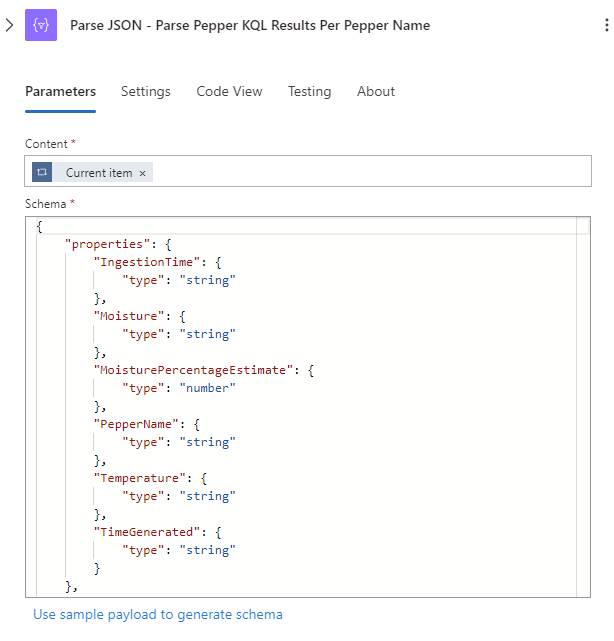 Parse JSON - Parse Pepper KQL Results Per Pepper Name
Parameters Settings Code View Testing About
Content *
Current item ×
Schema *
{
    "properties": {
        "IngestionTime": {
            "type": "string"
        },
        "Moisture": {
            "type": "string"
        },
        "MoisturePercentageEstimate": {
            "type": "number"
        },
        "PepperName": {
            "type": "string"
        },
        "Temperature": {
            "type": "string"
        },
        "TimeGenerated": {
            "type": "string"
        }
    },
Use sample payload to generate schema